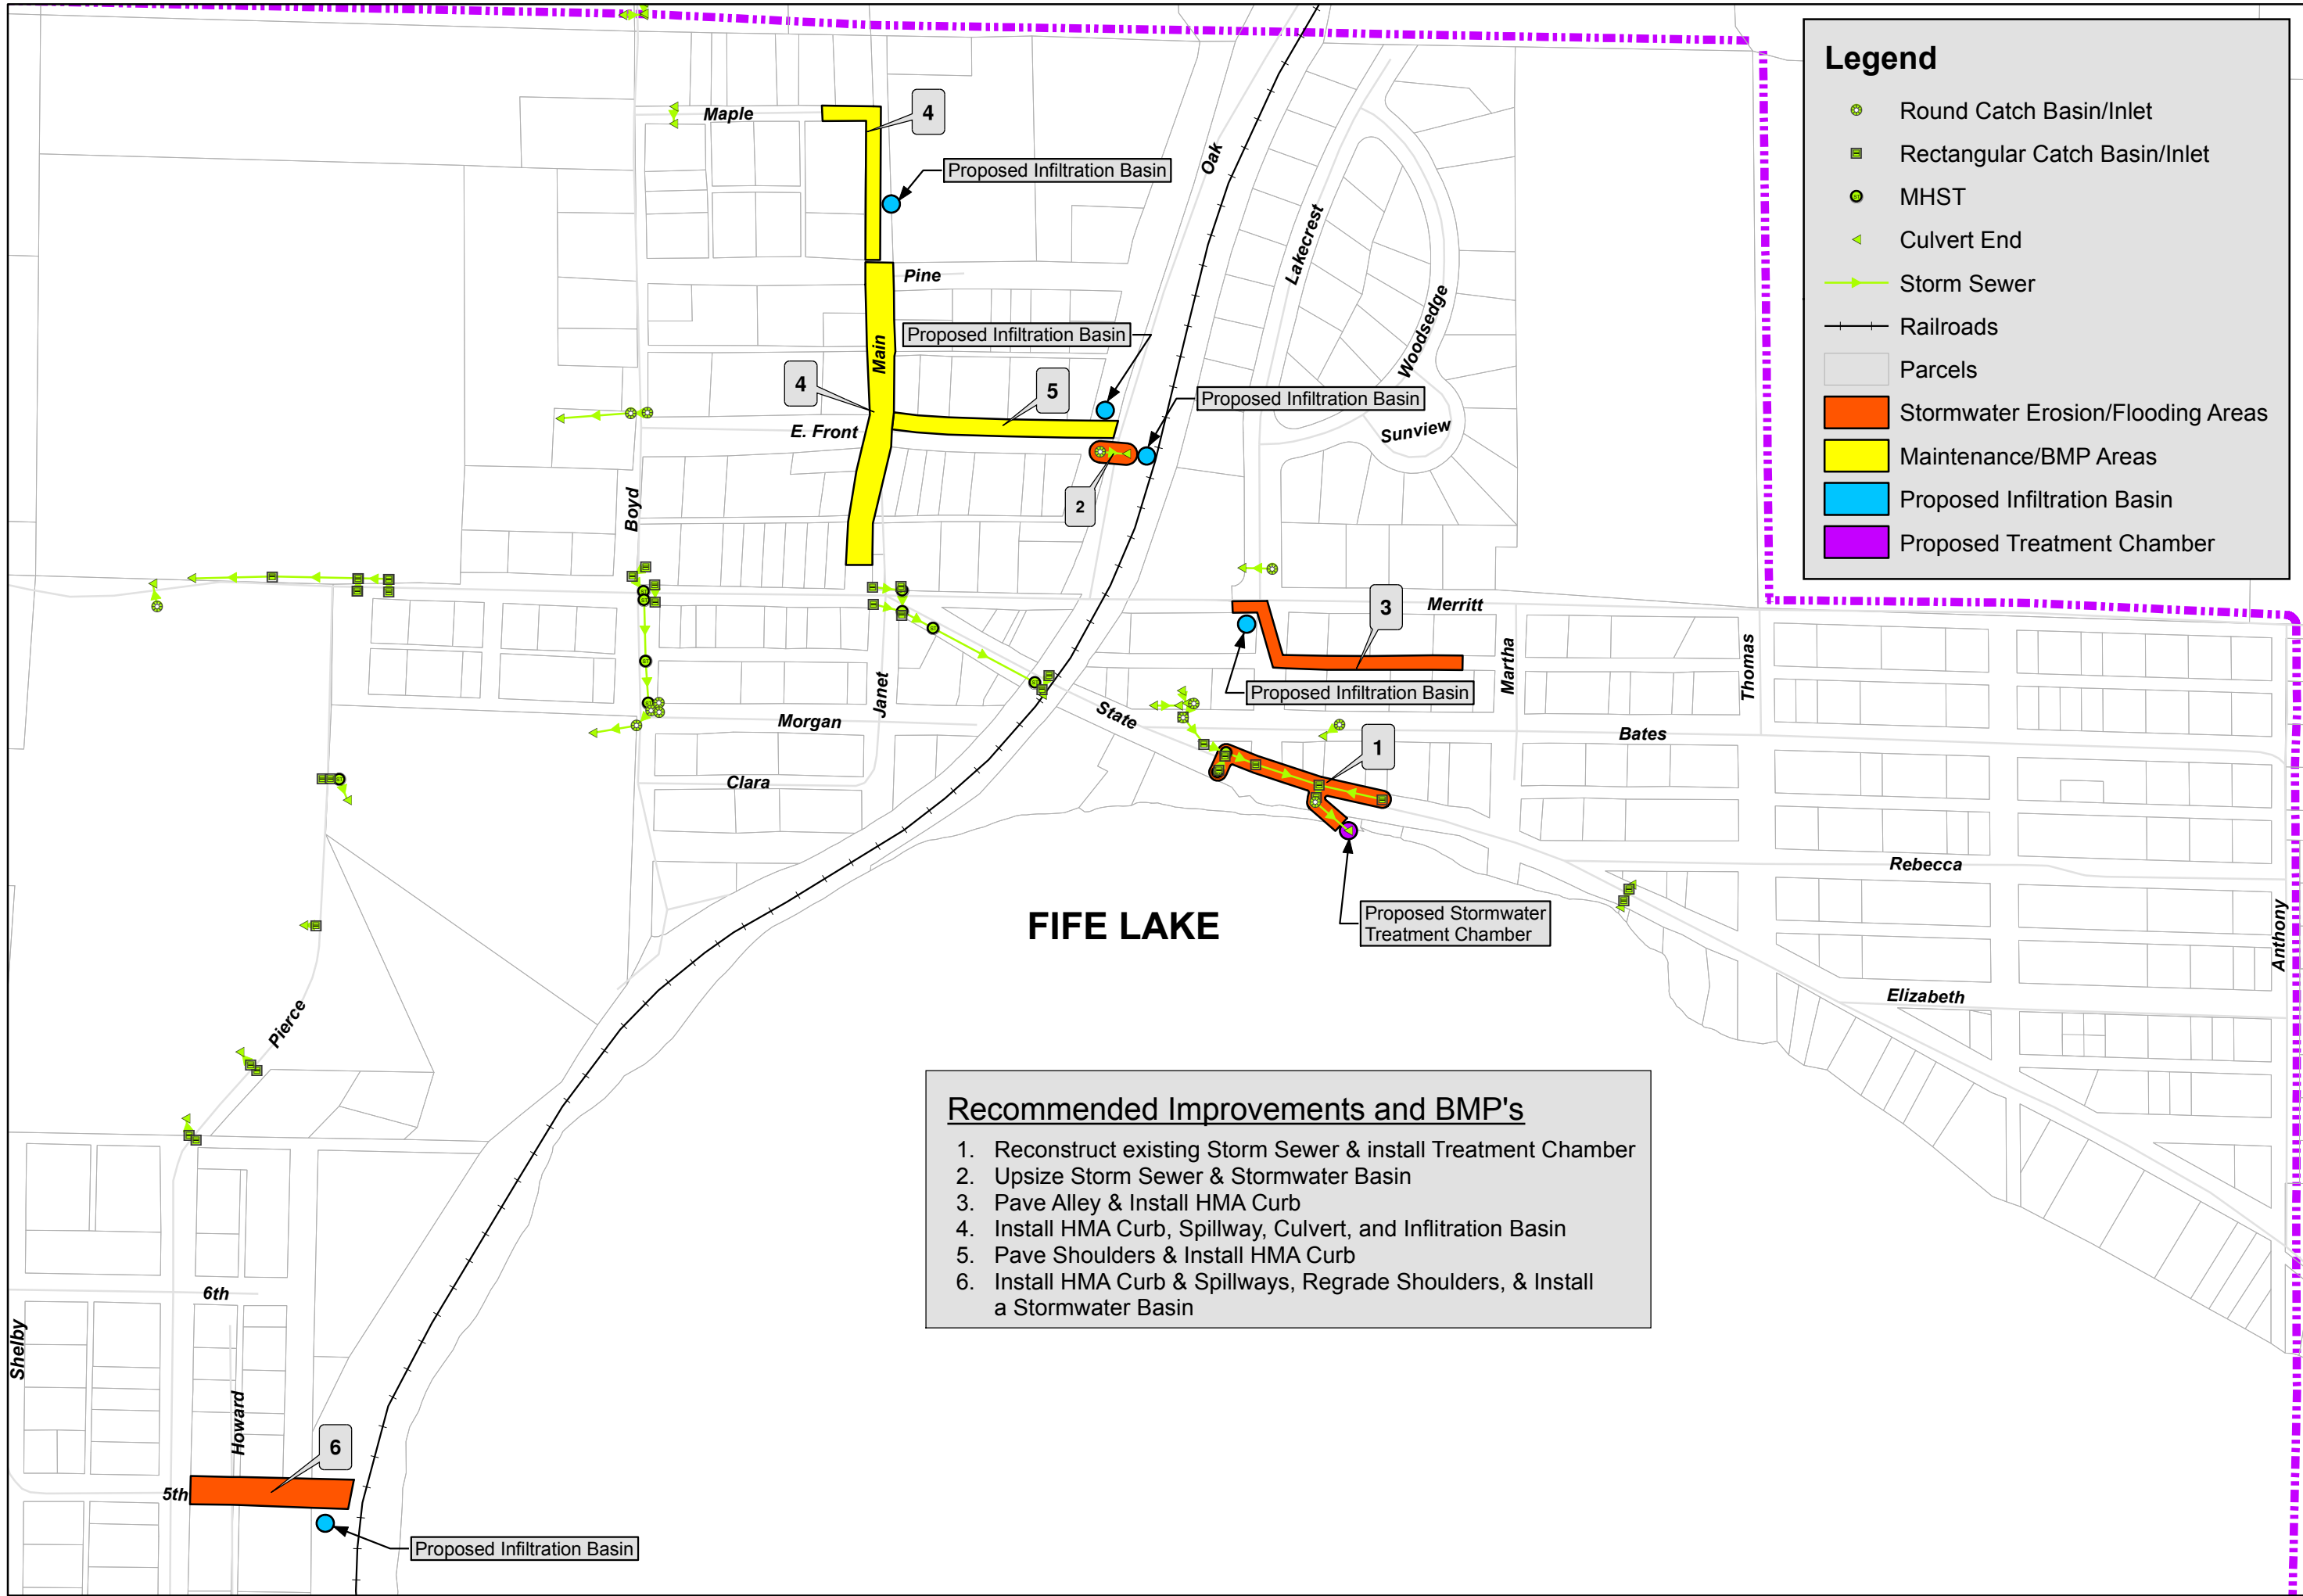 Legend
Round Catch Basin/Inlet
Rectangular Catch Basin/Inlet
MHST
Culvert End
Storm Sewer
Railroads
Parcels
Stormwater Erosion/Flooding Areas
Maintenance/BMP Areas
Proposed Infiltration Basin
Proposed Treatment Chamber
Maple
4
Proposed Infiltration Basin
Oak
Lakecrest
Pine
Woodsedge
Proposed Infiltration Basin
Main
4
5
Proposed Infiltration Basin
E. Front
Sunview
Boyd
2
3
Merritt
Martha
Thomas
Proposed Infiltration Basin
Janet
Morgan
State
Bates
1
Clara
Rebecca
FIFE LAKE
Proposed Stormwater
Treatment Chamber
Anthony
Elizabeth
Pierce
Recommended Improvements and BMP's
1. Reconstruct existing Storm Sewer & install Treatment Chamber
2. Upsize Storm Sewer & Stormwater Basin
3. Pave Alley & Install HMA Curb
4. Install HMA Curb, Spillway, Culvert, and Inflitration Basin
5. Pave Shoulders & Install HMA Curb
6. Install HMA Curb & Spillways, Regrade Shoulders, & Install
a Stormwater Basin
6th
Shelby
Howard
6
5th
Proposed Infiltration Basin